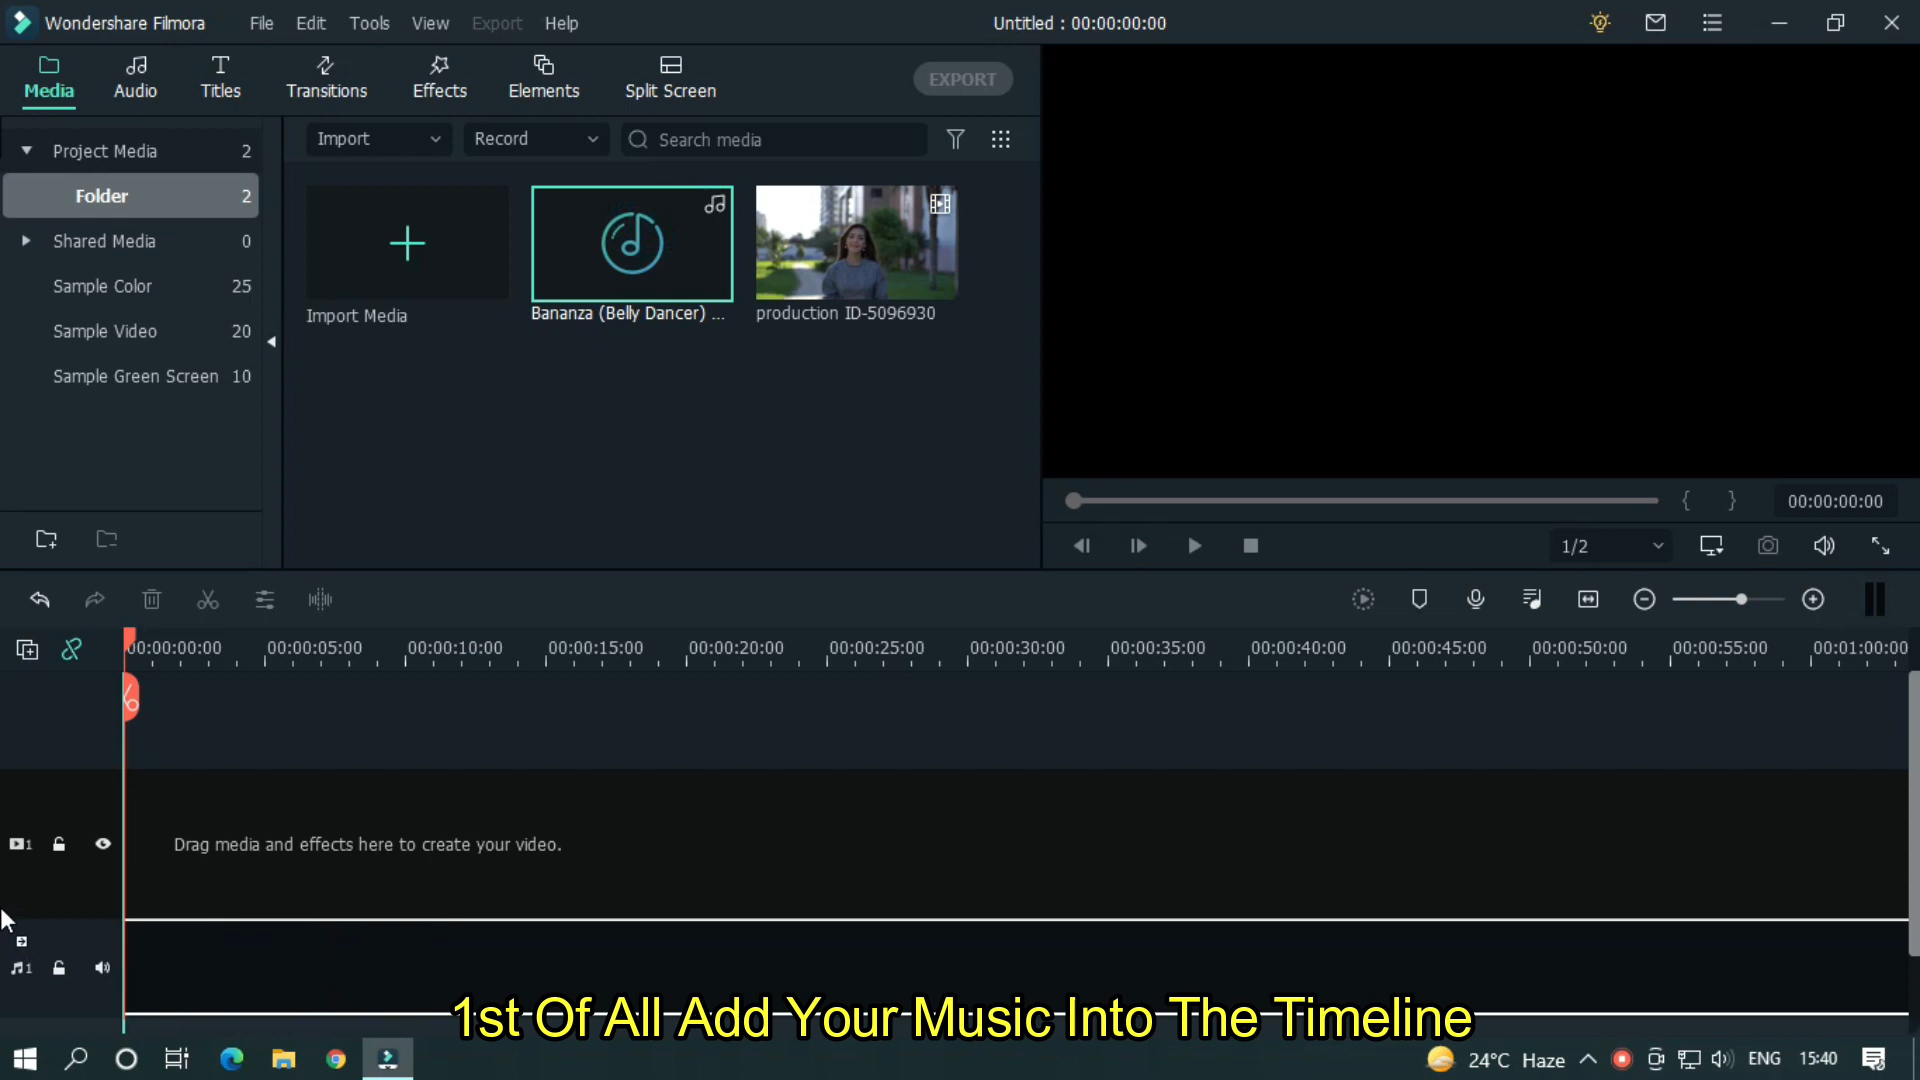 Wondershare Filmora File Edit Tools View Export Help Untitled : 00:00:00:00
Media Audio Titles Transitions Effects Elements Split Screen EXPORT
Project Media 2
Folder 2
Shared Media 0
Sample Color 25
Sample Video 20
Sample Green Screen 10
Import Record Search media
Import Media
Bananza (Belly Dancer) ...
production ID-5096930
{ } 00:00:00:00
1/2
00:00:00:00 00:00:05:00 00:00:10:00 00:00:15:00 00:00:20:00 00:00:25:00 00:00:30:00 00:00:35:00 00:00:40:00 00:00:45:00 00:00:50:00 00:00:55:00 00:01:00:00
1
Drag media and effects here to create your video.
1
1st Of All Add Your Music Into The Timeline
24°C Haze ENG 15:40